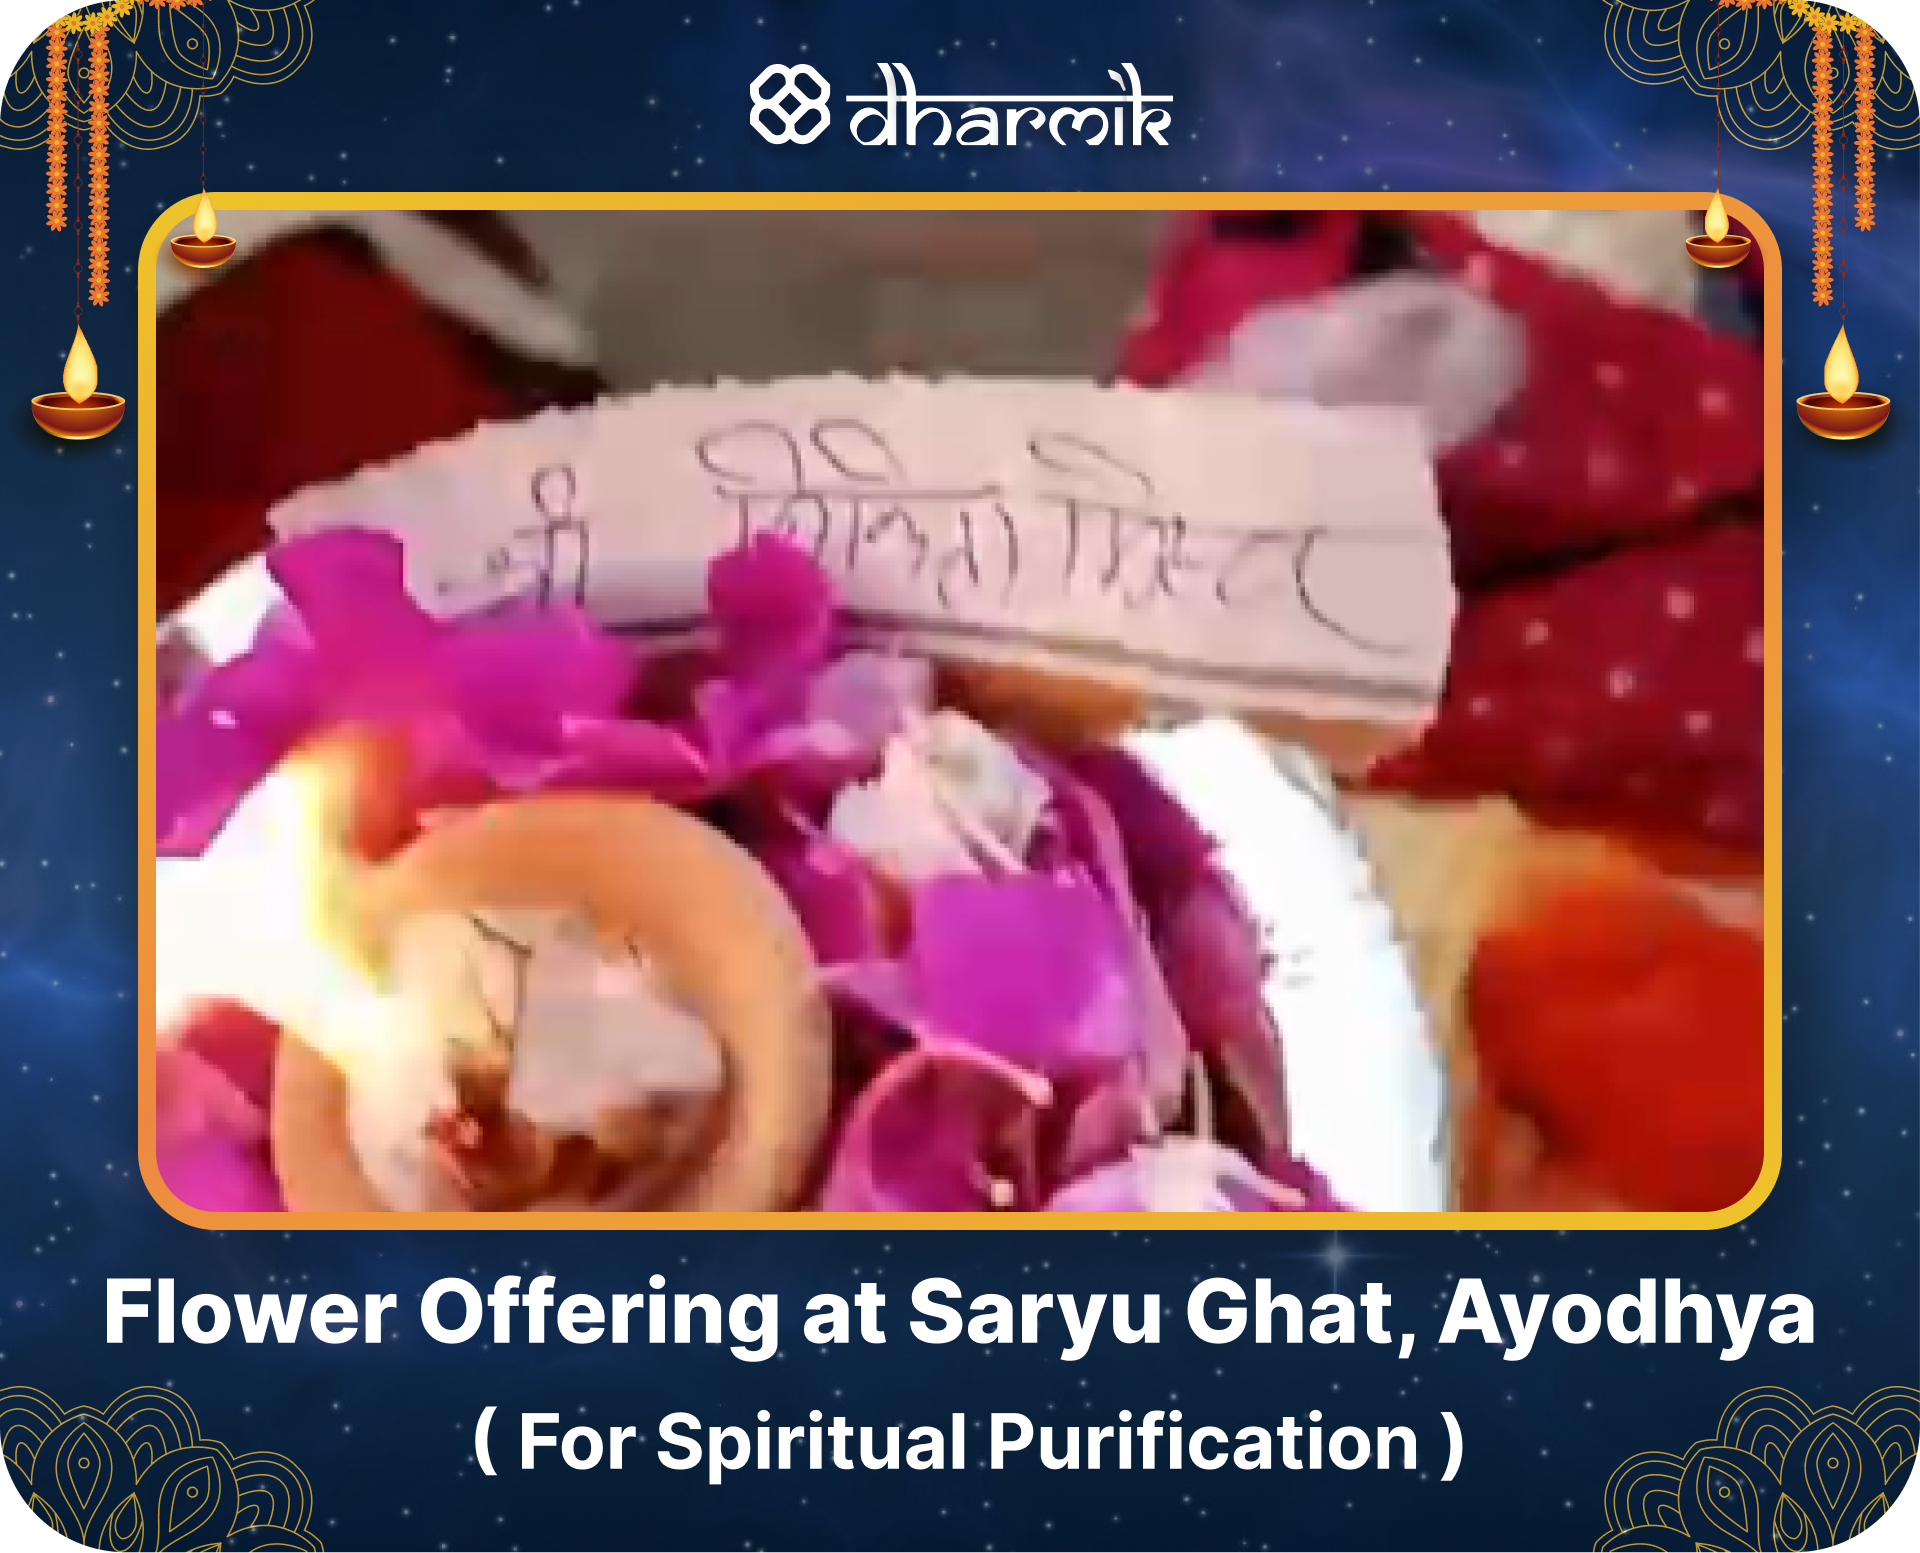 dharmik
श्री
Flower Offering at Saryu Ghat, Ayodhya
( For Spiritual Purification )